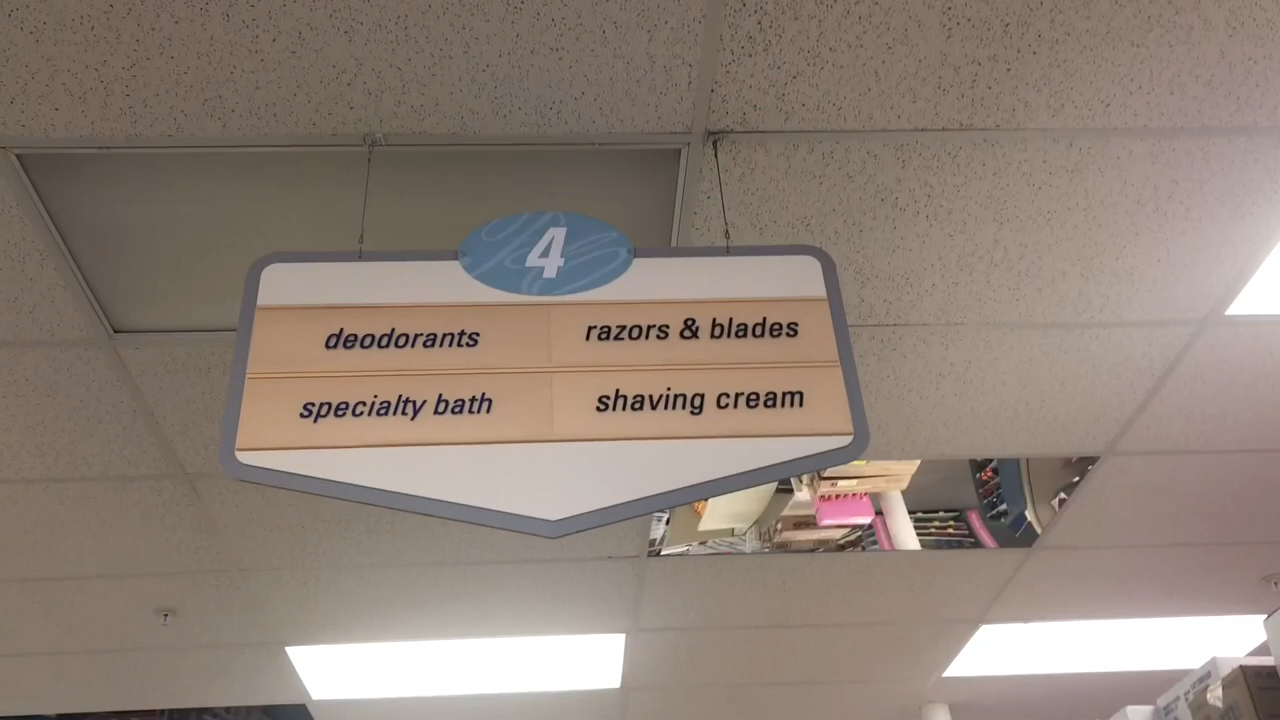 4
deodorants
razors & blades
specialty bath
shaving cream